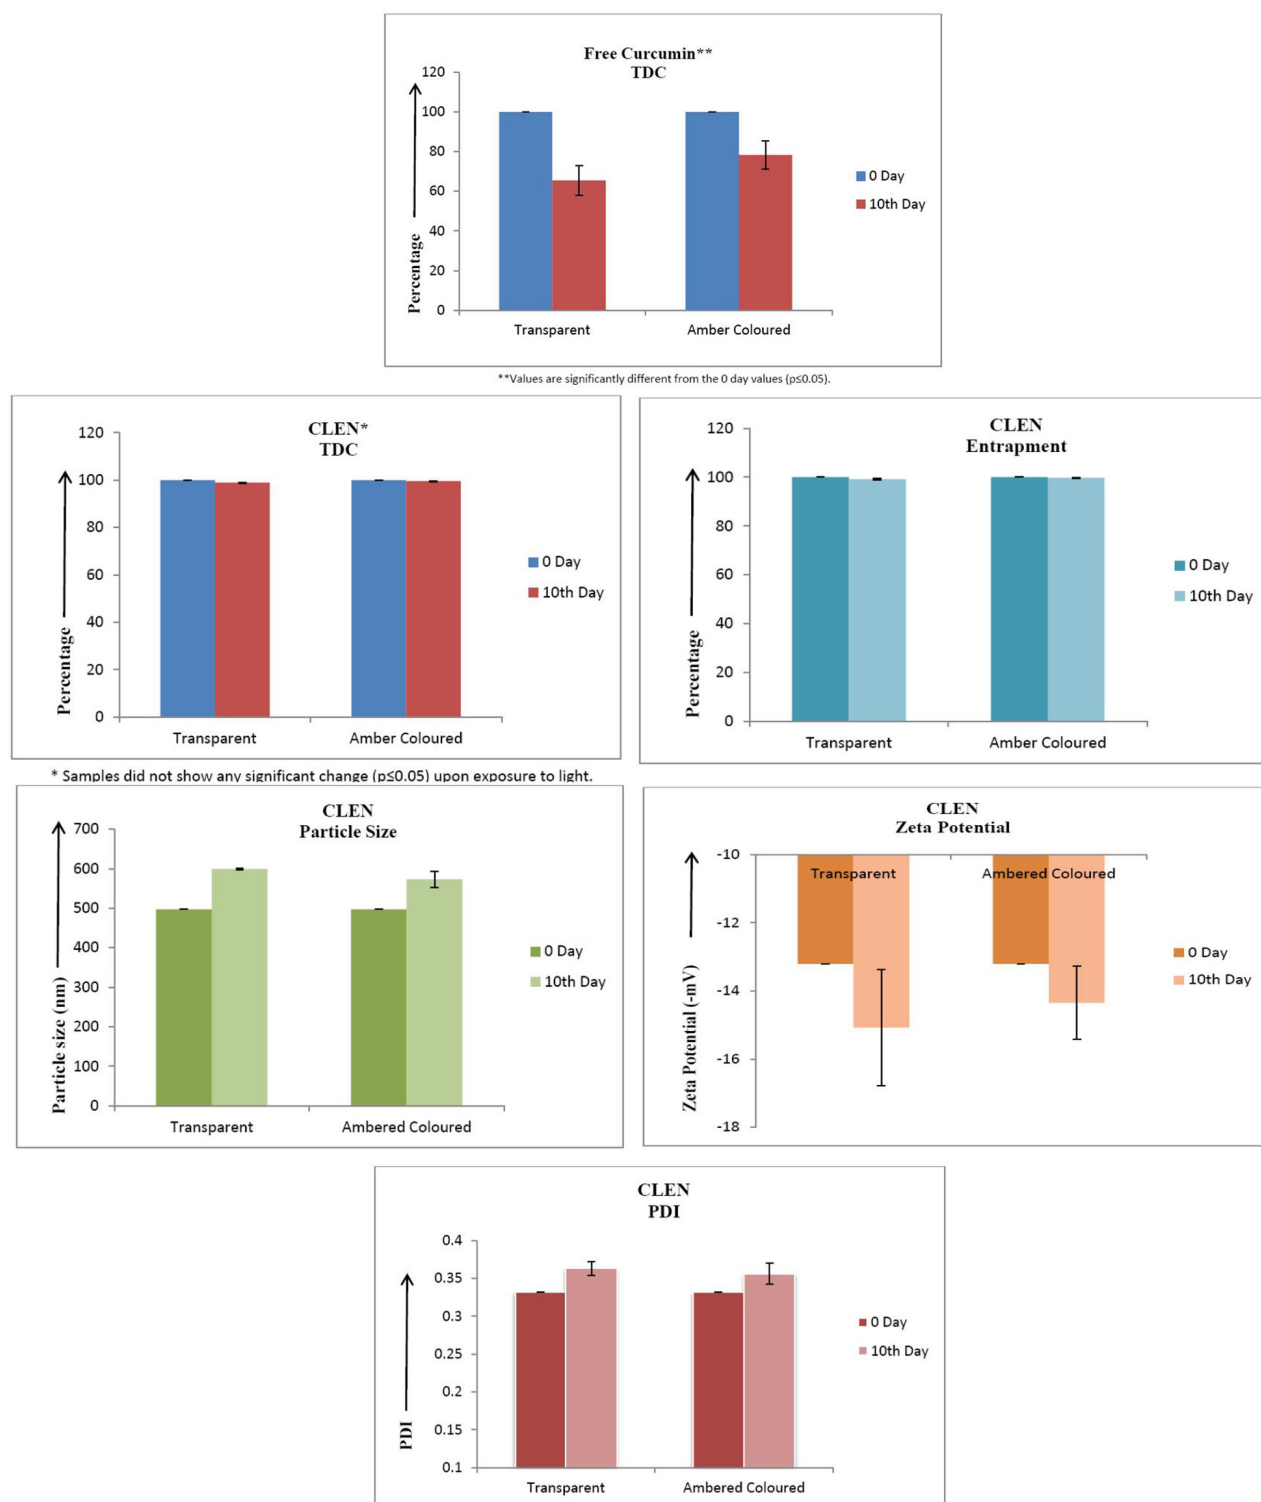 Free Curcumin**
TDC
120
100
80
60
40
20
0
Percentage
Transparent
Amber Coloured
0 Day
10th Day
**Values are significantly different from the 0 day values (p≤0.05).
CLEN*
TDC
120
100
80
60
40
20
0
Percentage
Transparent
Amber Coloured
0 Day
10th Day
* Samples did not show any significant change (p≤0.05) upon exposure to light.
CLEN
Entrapment
120
100
80
60
40
20
0
Percentage
Transparent
Amber Coloured
0 Day
10th Day
CLEN
Particle Size
700
600
500
400
300
200
100
0
Particle size (nm)
Transparent
Ambered Coloured
0 Day
10th Day
CLEN
Zeta Potential
-10
-12
-14
-16
-18
Zeta Potential (-mV)
Transparent
Ambered Coloured
0 Day
10th Day
CLEN
PDI
0.4
0.35
0.3
0.25
0.2
0.15
0.1
PDI
Transparent
Ambered Coloured
0 Day
10th Day